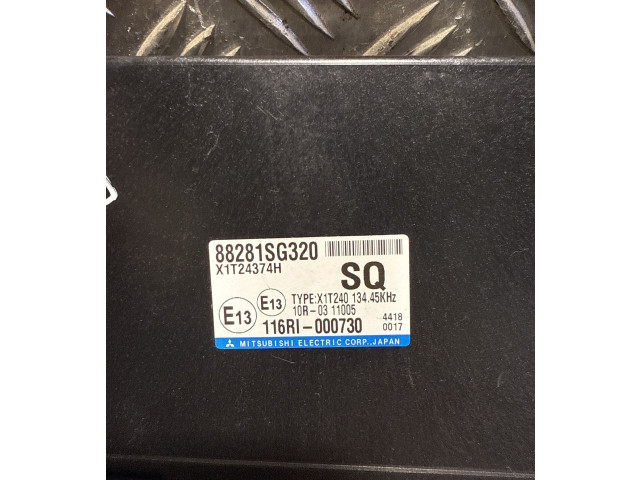 88281SG320
X1T24374H
SQ
TYPE:X1T240 134.45KHz
E13
E13
10R-03 11005
116RI-000730
4418
0017
MITSUBISHI ELECTRIC CORP., JAPAN